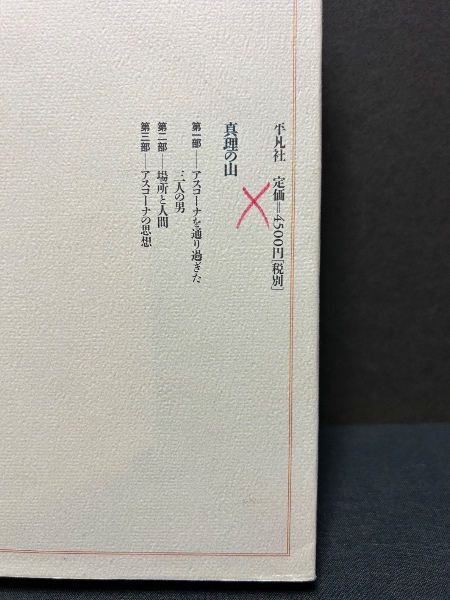 平凡社 定価=4500円[税別]
真理の山
第一部──アスコーナを通り過ぎた
三人の男
第二部──場所と人間
第三部──アスコーナの思想